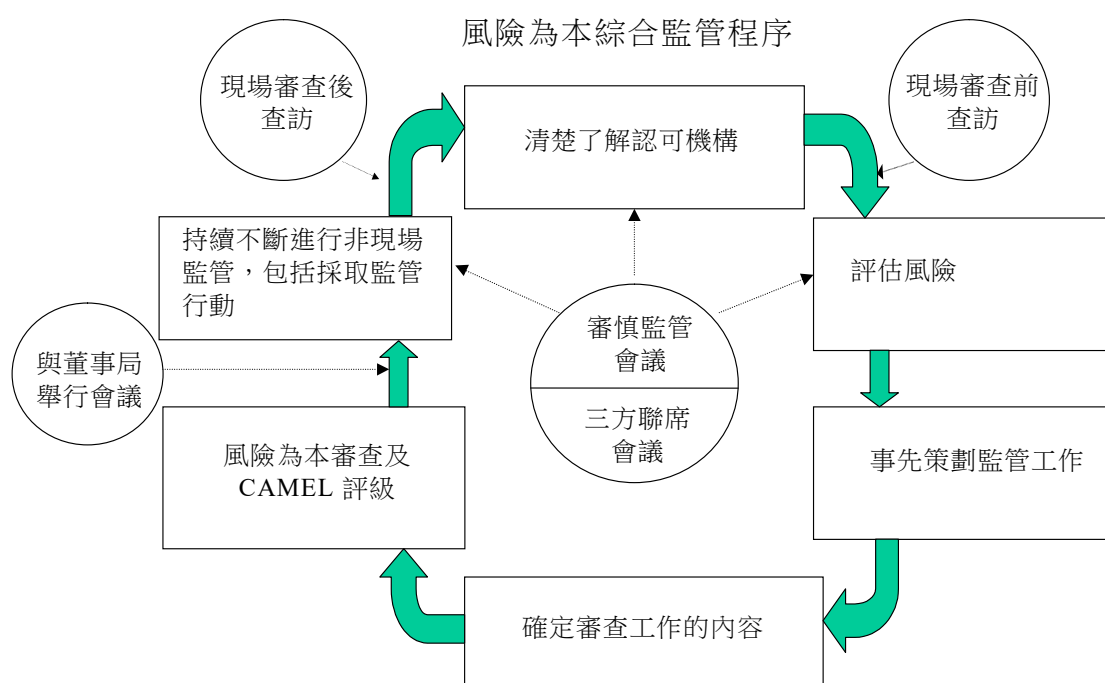 風險為本綜合監管程序
現場審查後
查訪
清楚了解認可機構
現場審查前
查訪
持續不斷進行非現場
監管，包括採取監管
行動
評估風險
審慎監管
會議
三方聯席
會議
與董事局
舉行會議
風險為本審查及
CAMEL 評級
事先策劃監管工作
確定審查工作的內容